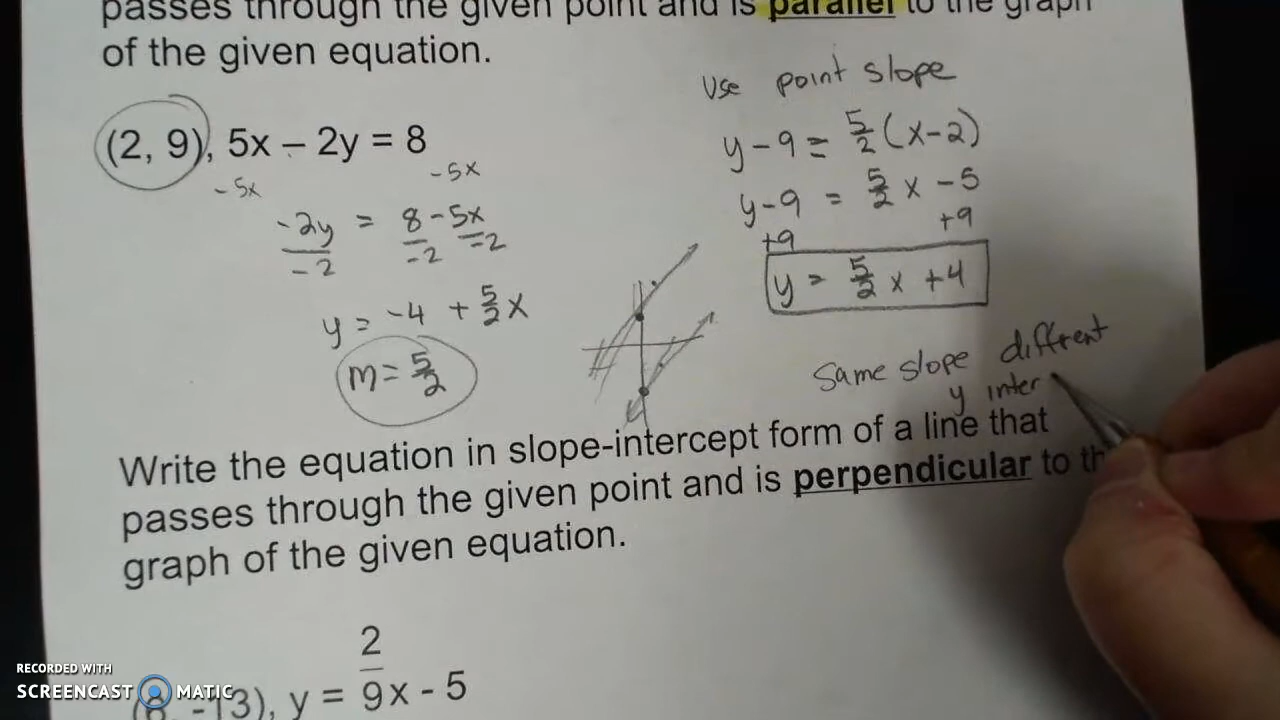 passes through the given point and is parallel to the graph
of the given equation.
Use point slope
(2, 9), 5x – 2y = 8
-5x -5x
-2y = 8 - 5x
-2 -2 -2
y = -4 + 5/2 x
m = 5/2
y - 9 = 5/2 (x - 2)
y - 9 = 5/2 x - 5
+9 +9
y = 5/2 x + 4
Same slope diffrent
y inter
Write the equation in slope-intercept form of a line that
passes through the given point and is perpendicular to th
graph of the given equation.
(8, -13), y = 2/9x - 5
RECORDED WITH
SCREENCAST MATIC